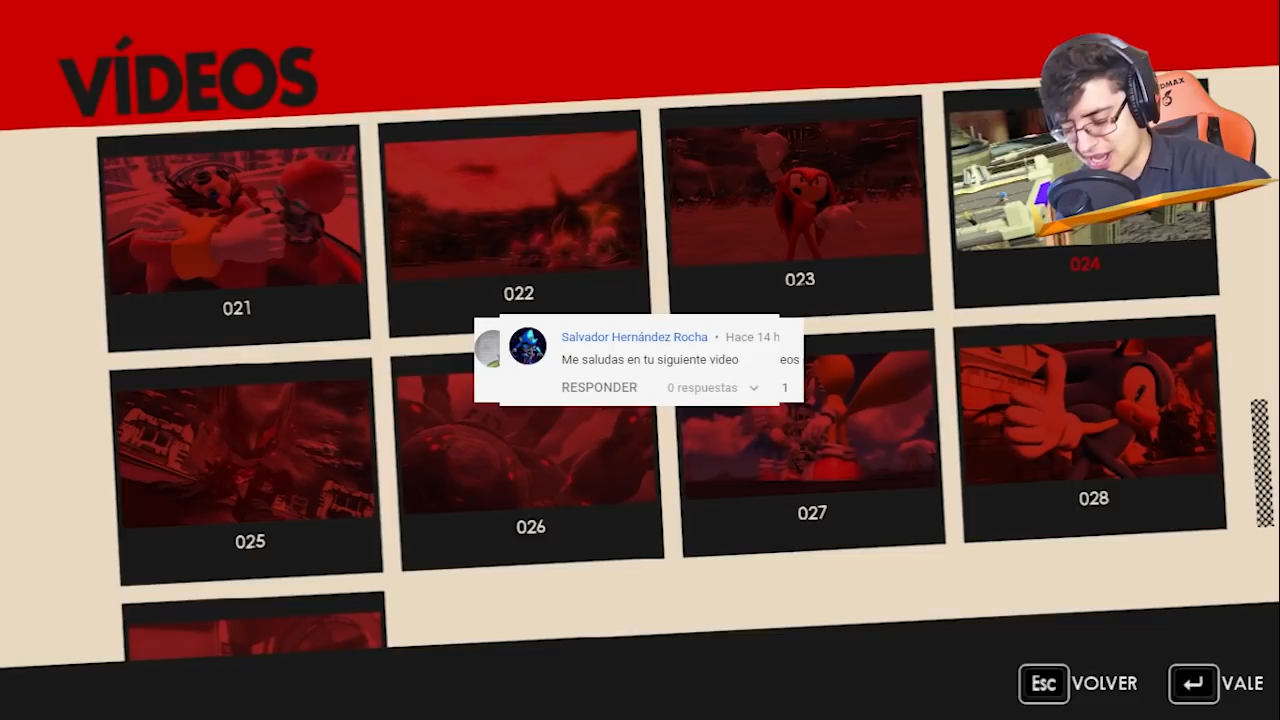 VÍDEOS
DMAX
021
022
023
024
Salvador Hernández Rocha • Hace 14 h
Me saludas en tu siguiente video
eos
RESPONDER 0 respuestas 1
025
026
027
028
Esc VOLVER
VALE